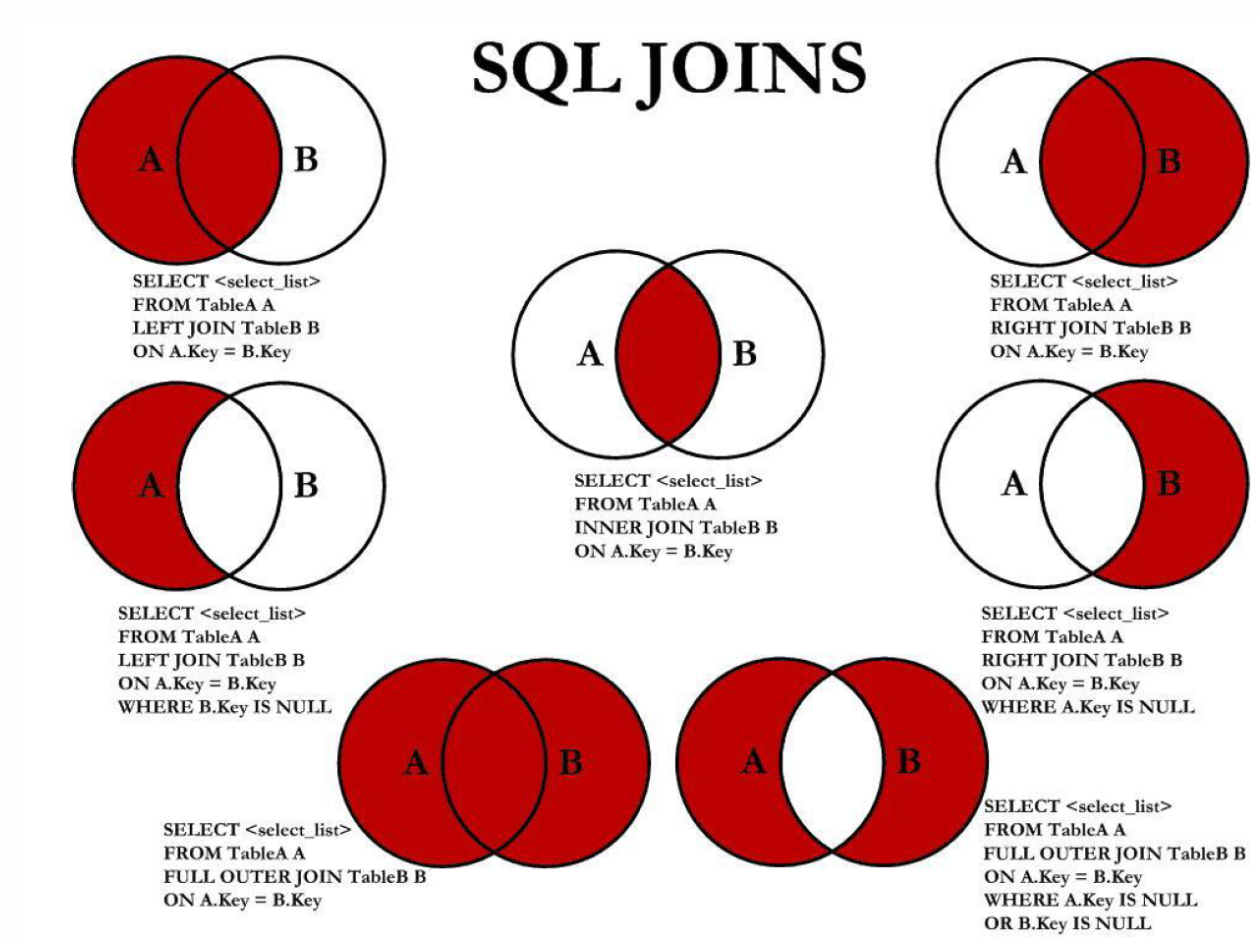 SQL JOINS
A
B
SELECT <select_list>
FROM TableA A
LEFT JOIN TableB B
ON A.Key = B.Key
A
B
SELECT <select_list>
FROM TableA A
RIGHT JOIN TableB B
ON A.Key = B.Key
A
B
SELECT <select_list>
FROM TableA A
INNER JOIN TableB B
ON A.Key = B.Key
A
B
SELECT <select_list>
FROM TableA A
LEFT JOIN TableB B
ON A.Key = B.Key
WHERE B.Key IS NULL
A
B
SELECT <select_list>
FROM TableA A
RIGHT JOIN TableB B
ON A.Key = B.Key
WHERE A.Key IS NULL
A
B
SELECT <select_list>
FROM TableA A
FULL OUTER JOIN TableB B
ON A.Key = B.Key
A
B
SELECT <select_list>
FROM TableA A
FULL OUTER JOIN TableB B
ON A.Key = B.Key
WHERE A.Key IS NULL
OR B.Key IS NULL